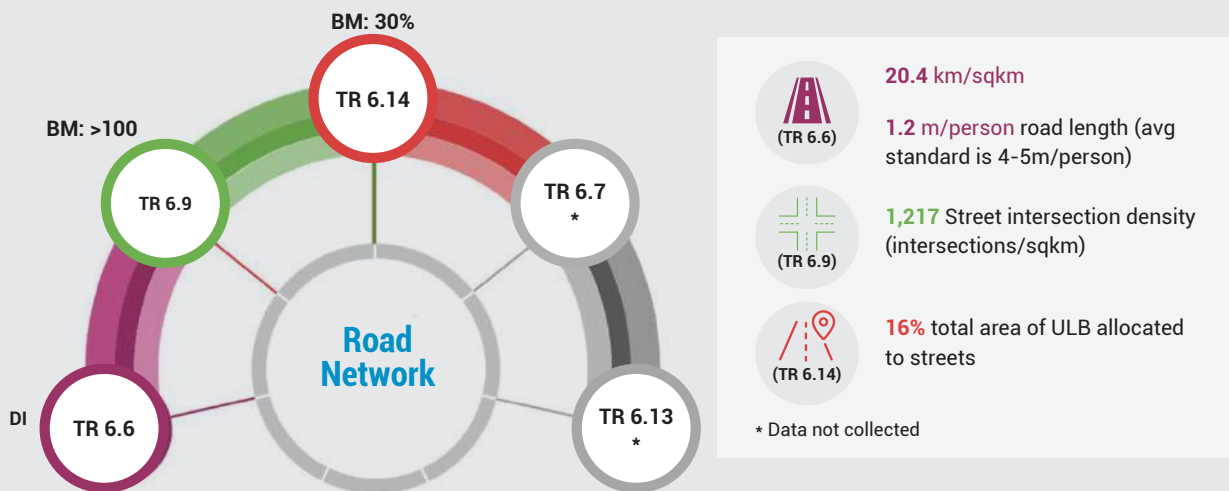 BM: 30%
TR 6.14
BM: >100
TR 6.9
TR 6.7
*
Road
Network
DI
TR 6.6
TR 6.13
*
20.4 km/sqkm
1.2 m/person road length (avg
standard is 4-5m/person)
(TR 6.6)
1,217 Street intersection density
(intersections/sqkm)
(TR 6.9)
16% total area of ULB allocated
to streets
(TR 6.14)
* Data not collected